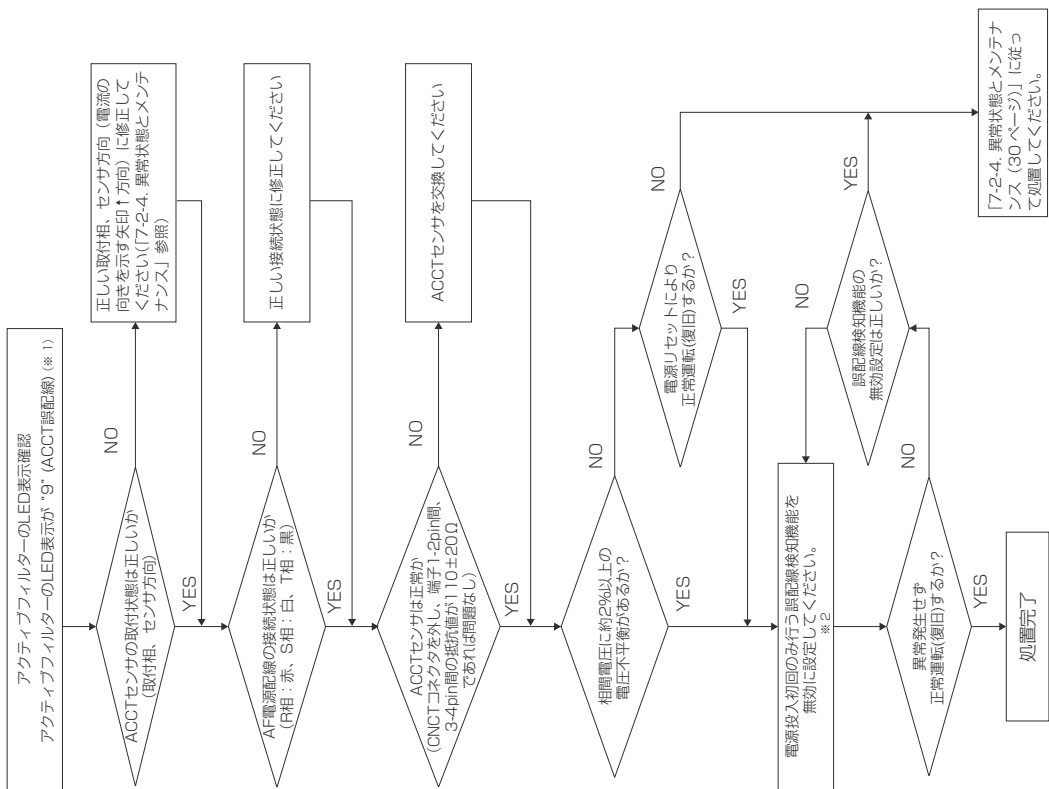 アクティブフィルターのLED表示確認
アクティブフィルターのLED表示が "9" (ACCT誤配線) (※ 1)
ACCTセンサの取付状態は正しいか
(取付相、センサ方向)
NO
正しい取付相、センサ方向 (電流の
向きを示す矢印↑方向) に修正して
ください(「7-2-4. 異常状態とメンテ
ナンス」参照)
YES
AF電源配線の接続状態は正しいか
(R相:赤、S相:白、T相:黒)
NO
正しい接続状態に修正してください
YES
ACCTセンサは正常か
(CNCTコネクタを外し、端子1-2pin間、
3-4pin間の抵抗値が110±20Ω
であれば問題なし)
NO
ACCTセンサを交換してください
YES
相間電圧に約2%以上の
電圧不平衡があるか?
NO
電源リセットにより
正常運転(復旧)するか?
NO
YES
YES
電源投入初回のみ行う誤配線検知機能を
無効に設定してください。
※2
NO
誤配線検知機能の
無効設定は正しいか?
YES
異常発生せず
正常運転(復旧)するか?
NO
YES
処置完了
「7-2-4. 異常状態とメンテナ
ンス (30 ページ)」に従っ
て処置してください。